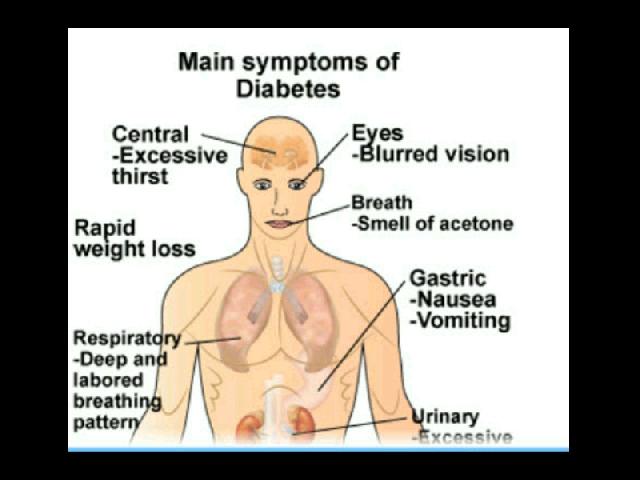 Main symptoms of
Diabetes
Central
-Excessive
thirst
Eyes
-Blurred vision
Breath
-Smell of acetone
Rapid
weight loss
Gastric
-Nausea
-Vomiting
Respiratory
-Deep and
labored
breathing
pattern
Urinary
-Excessive